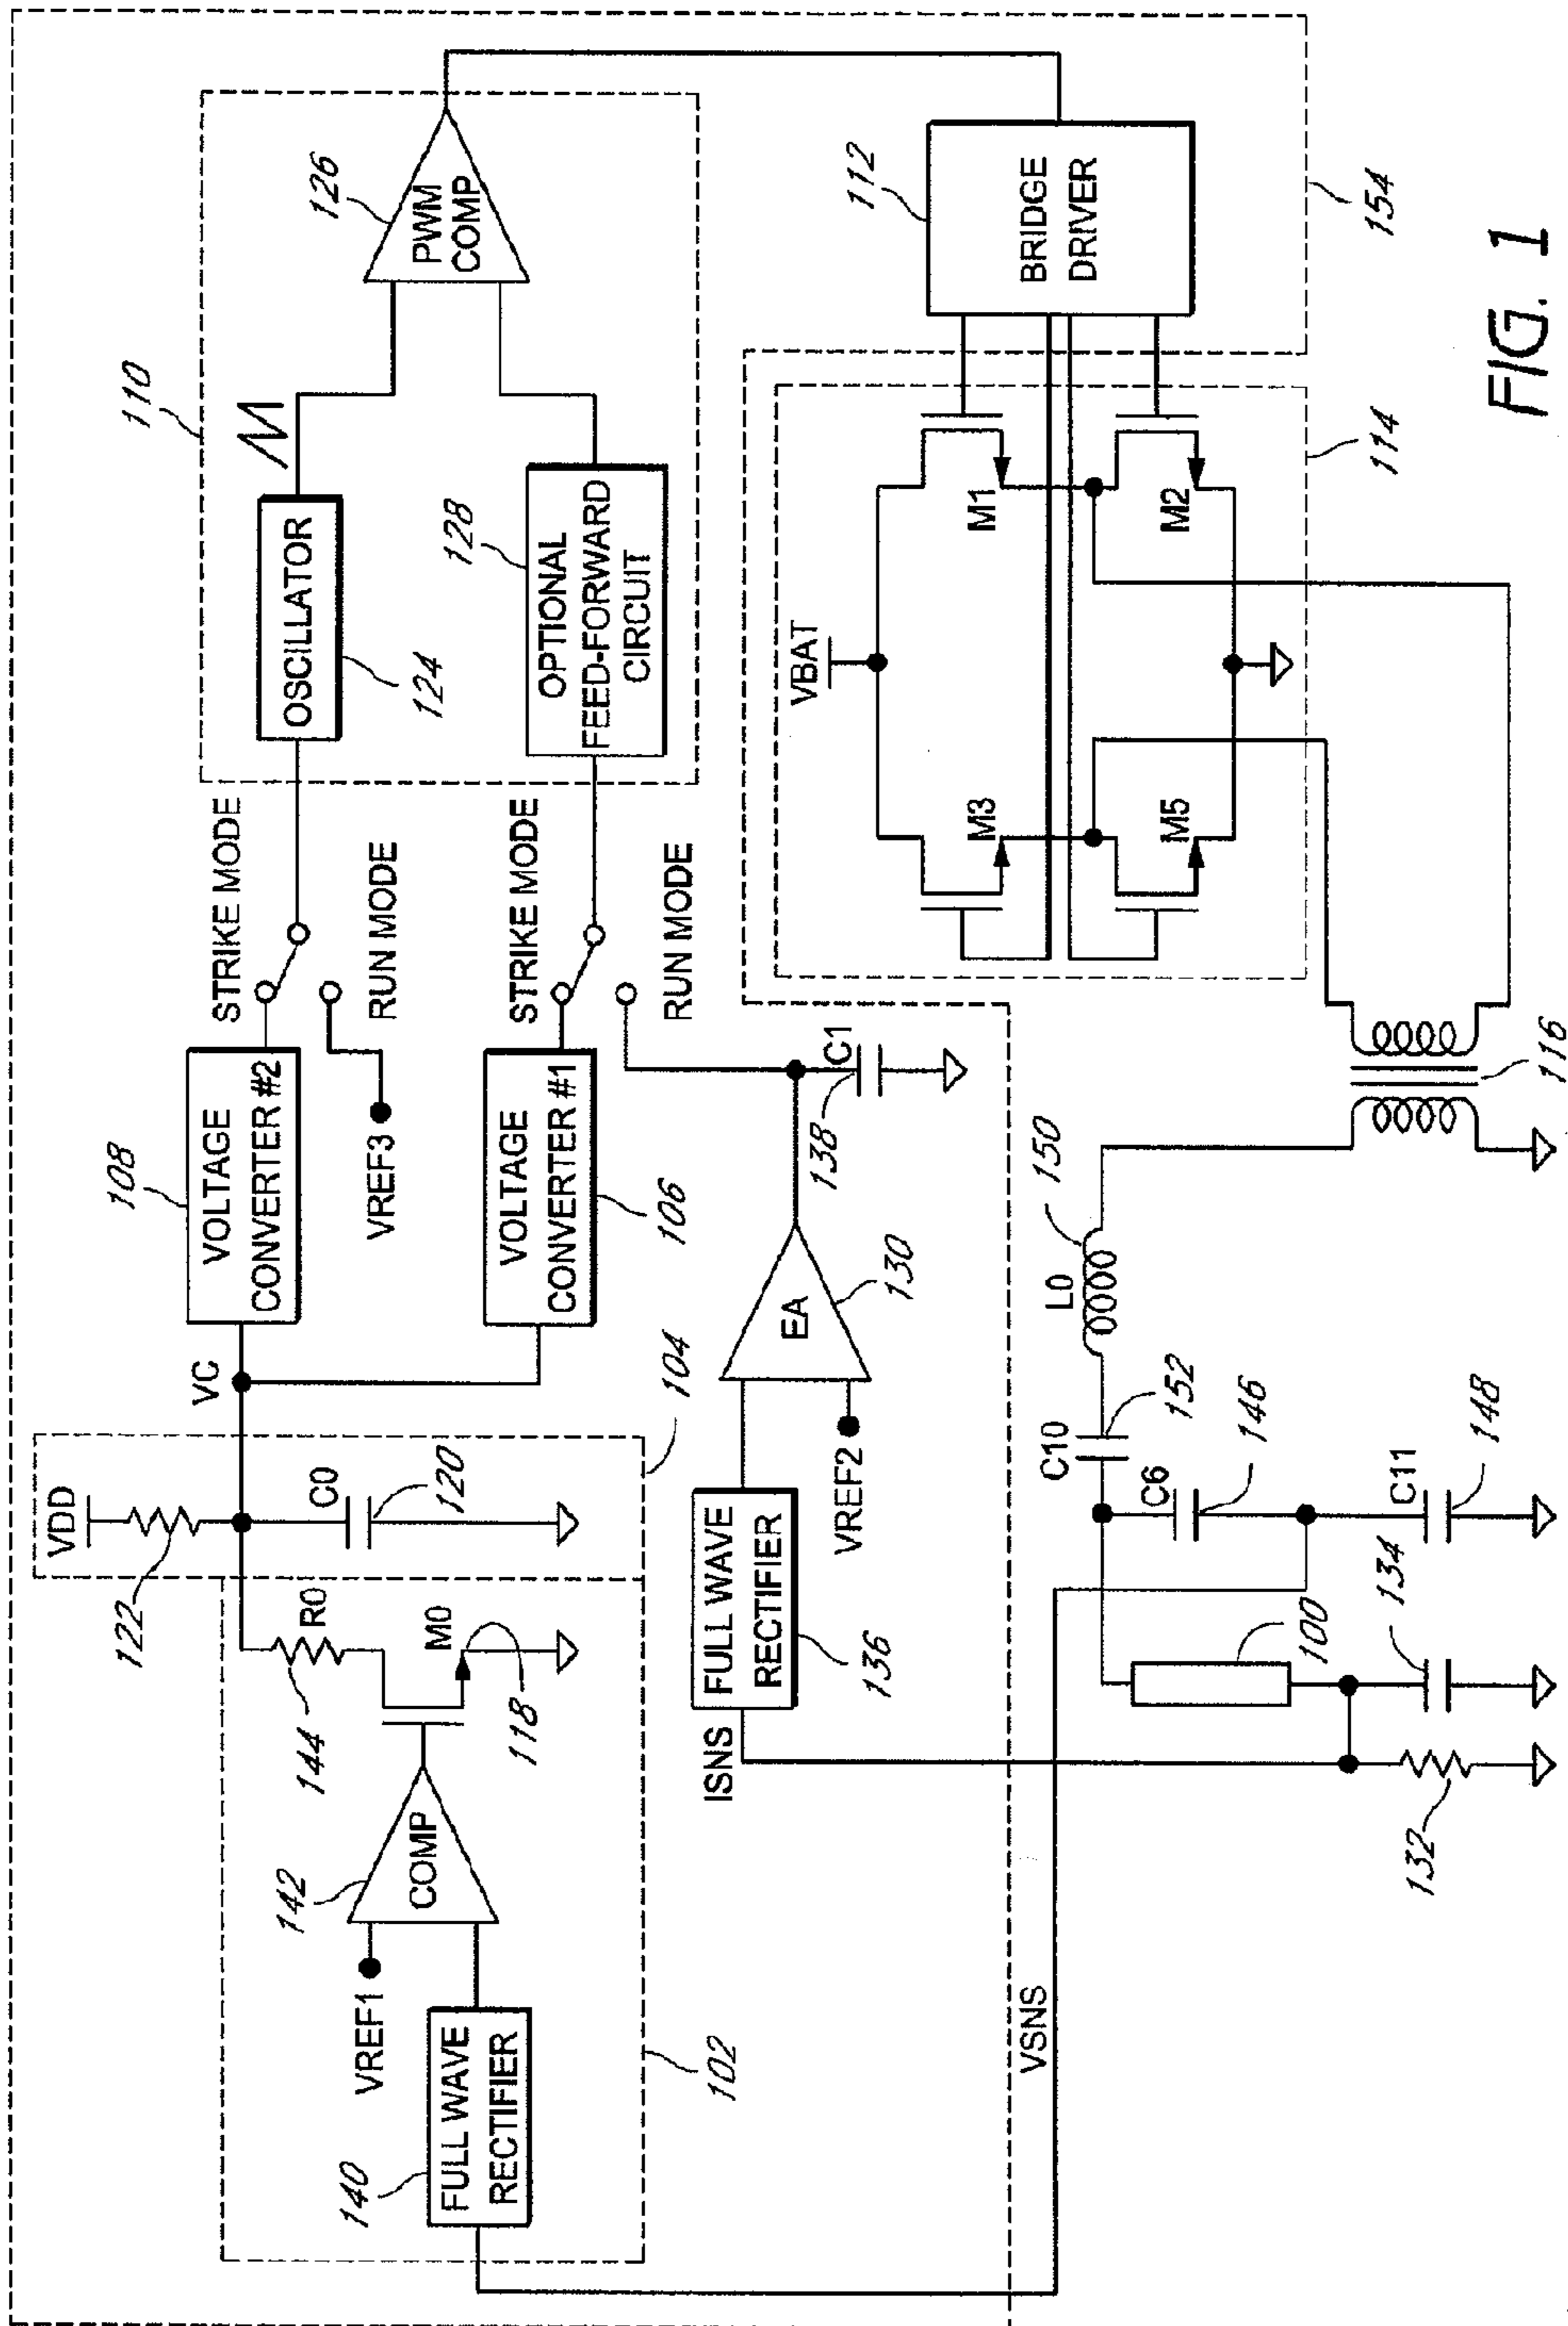 VDD
122
144
R0
C0
120
M0
118
142
COMP
VREF1
140
FULL WAVE
RECTIFIER
102
104
VC
108
VOLTAGE
CONVERTER #2
VREF3
STRIKE MODE
RUN MODE
VOLTAGE
CONVERTER #1
106
STRIKE MODE
RUN MODE
110
OSCILLATOR
124
128
OPTIONAL
FEED-FORWARD
CIRCUIT
126
PWM
COMP
ISNS
FULL WAVE
RECTIFIER
136
VREF2
EA
130
138
C1
VBAT
M3
M1
M5
M2
112
BRIDGE
DRIVER
154
114
VSNS
C10
152
L0
150
C6
146
C11
148
134
100
132
116
FIG. 1